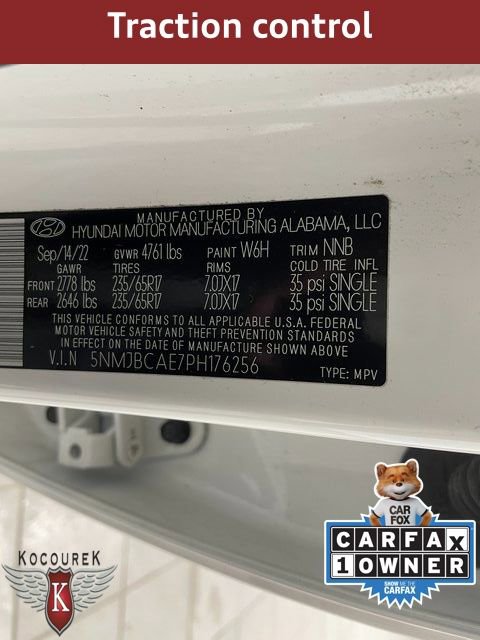 Traction control
MANUFACTURED BY
HYUNDAI MOTOR MANUFACTURING ALABAMA, LLC
Sep/14/22 GVWR 4761 lbs PAINT W6H TRIM NNB
GAWR TIRES RIMS COLD TIRE INFL
FRONT 2778 lbs 235/65R17 7.0JX17 35 psi SINGLE
REAR 2646 lbs 235/65R17 7.0JX17 35 psi SINGLE
THIS VEHICLE CONFORMS TO ALL APPLICABLE U.S.A. FEDERAL
MOTOR VEHICLE SAFETY AND THEFT PREVENTION STANDARDS
IN EFFECT ON THE DATE OF MANUFACTURE SHOWN ABOVE
V.I.N 5NMJBCAE7PH176256
TYPE: MPV
CAR
FOX
CARFAX
1 OWNER
SHOW ME THE
CARFAX
KOCOUREK
K